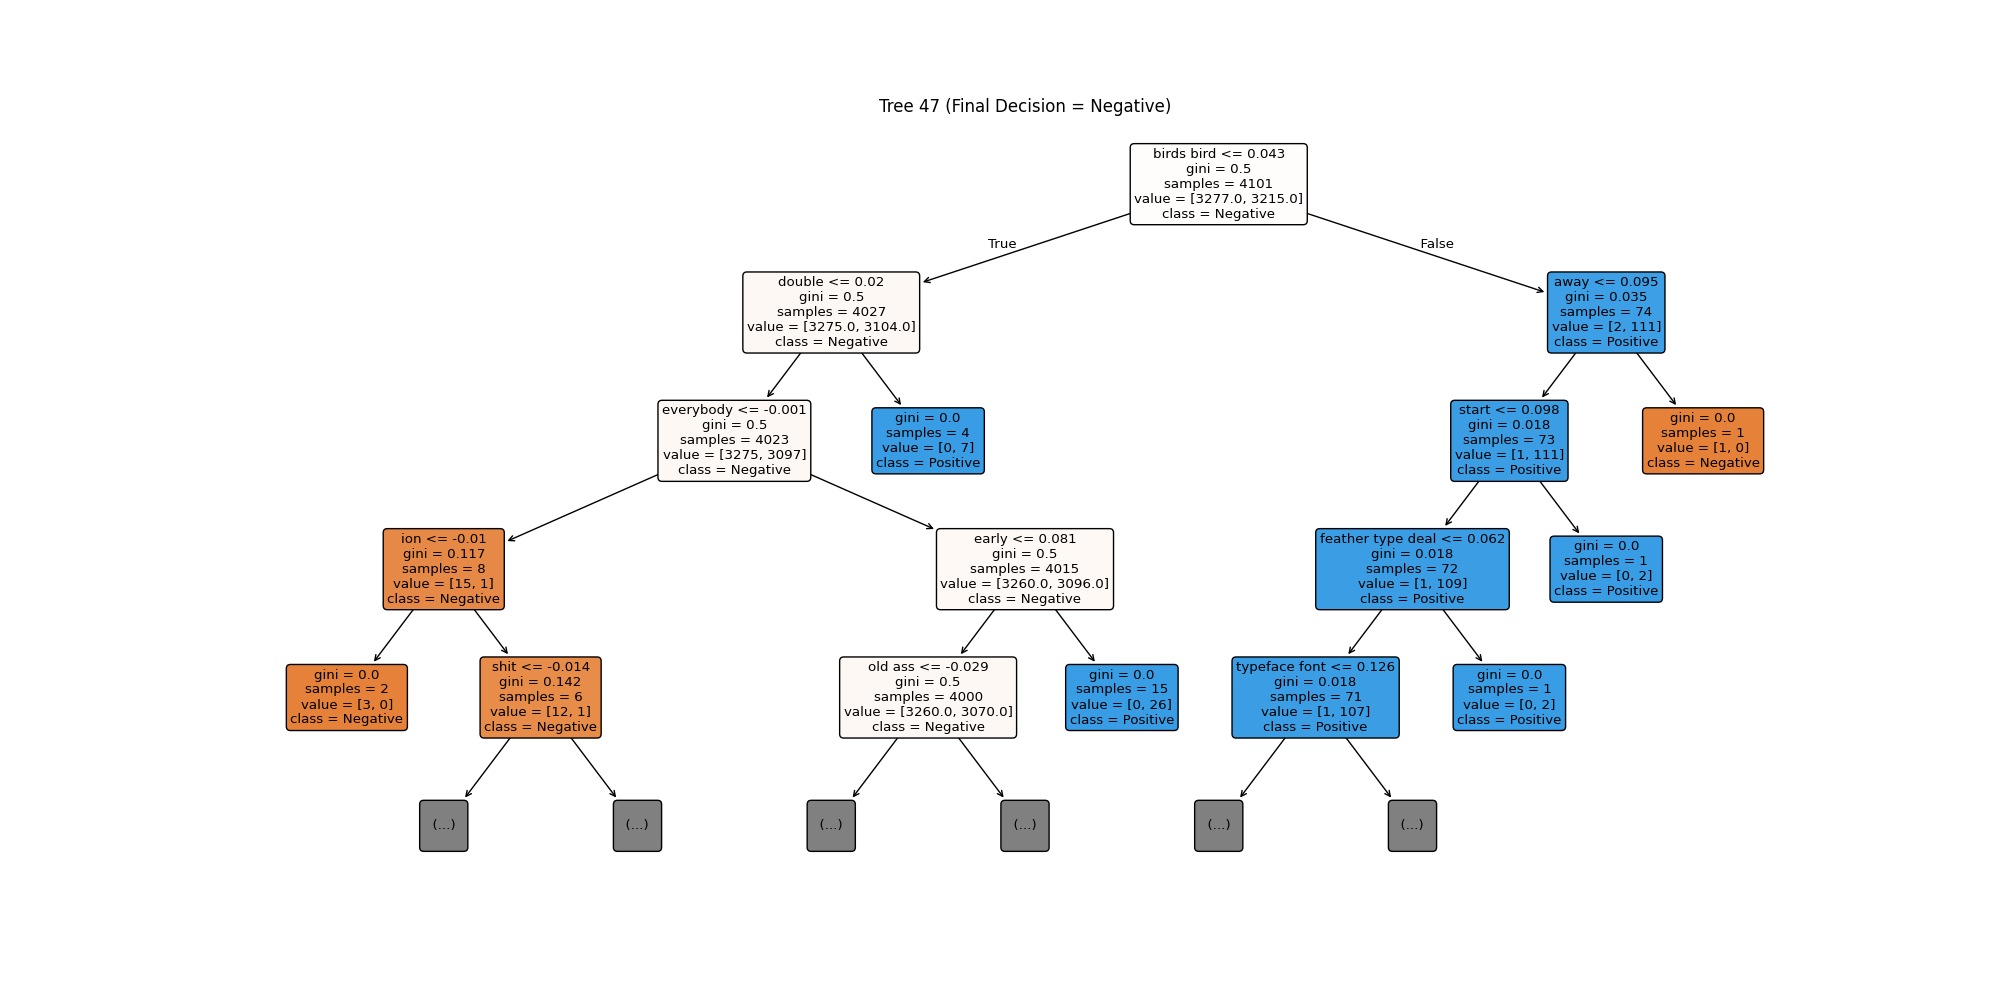 Tree 47 (Final Decision = Negative)
birds bird <= 0.043
gini = 0.5
samples = 4101
value = [3277.0, 3215.0]
class = Negative
True
False
double <= 0.02
gini = 0.5
samples = 4027
value = [3275.0, 3104.0]
class = Negative
away <= 0.095
gini = 0.035
samples = 74
value = [2, 111]
class = Positive
everybody <= -0.001
gini = 0.5
samples = 4023
value = [3275, 3097]
class = Negative
gini = 0.0
samples = 4
value = [0, 7]
class = Positive
start <= 0.098
gini = 0.018
samples = 73
value = [1, 111]
class = Positive
gini = 0.0
samples = 1
value = [1, 0]
class = Negative
ion <= -0.01
gini = 0.117
samples = 8
value = [15, 1]
class = Negative
early <= 0.081
gini = 0.5
samples = 4015
value = [3260.0, 3096.0]
class = Negative
feather type deal <= 0.062
gini = 0.018
samples = 72
value = [1, 109]
class = Positive
gini = 0.0
samples = 1
value = [0, 2]
class = Positive
gini = 0.0
samples = 2
value = [3, 0]
class = Negative
shit <= -0.014
gini = 0.142
samples = 6
value = [12, 1]
class = Negative
old ass <= -0.029
gini = 0.5
samples = 4000
value = [3260.0, 3070.0]
class = Negative
gini = 0.0
samples = 15
value = [0, 26]
class = Positive
typeface font <= 0.126
gini = 0.018
samples = 71
value = [1, 107]
class = Positive
gini = 0.0
samples = 1
value = [0, 2]
class = Positive
(...)
(...)
(...)
(...)
(...)
(...)